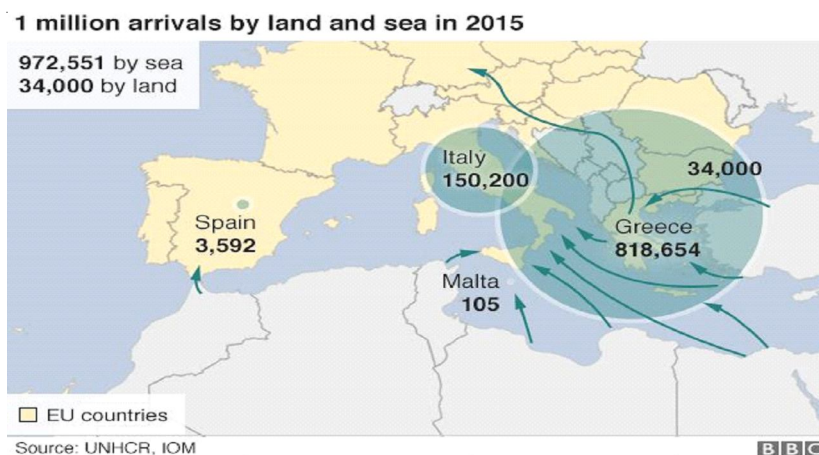 1 million arrivals by land and sea in 2015
972,551 by sea
34,000 by land
Italy
150,200
34,000
Spain
3,592
Greece
818,654
Malta
105
EU countries
Source: UNHCR, IOM
BBC